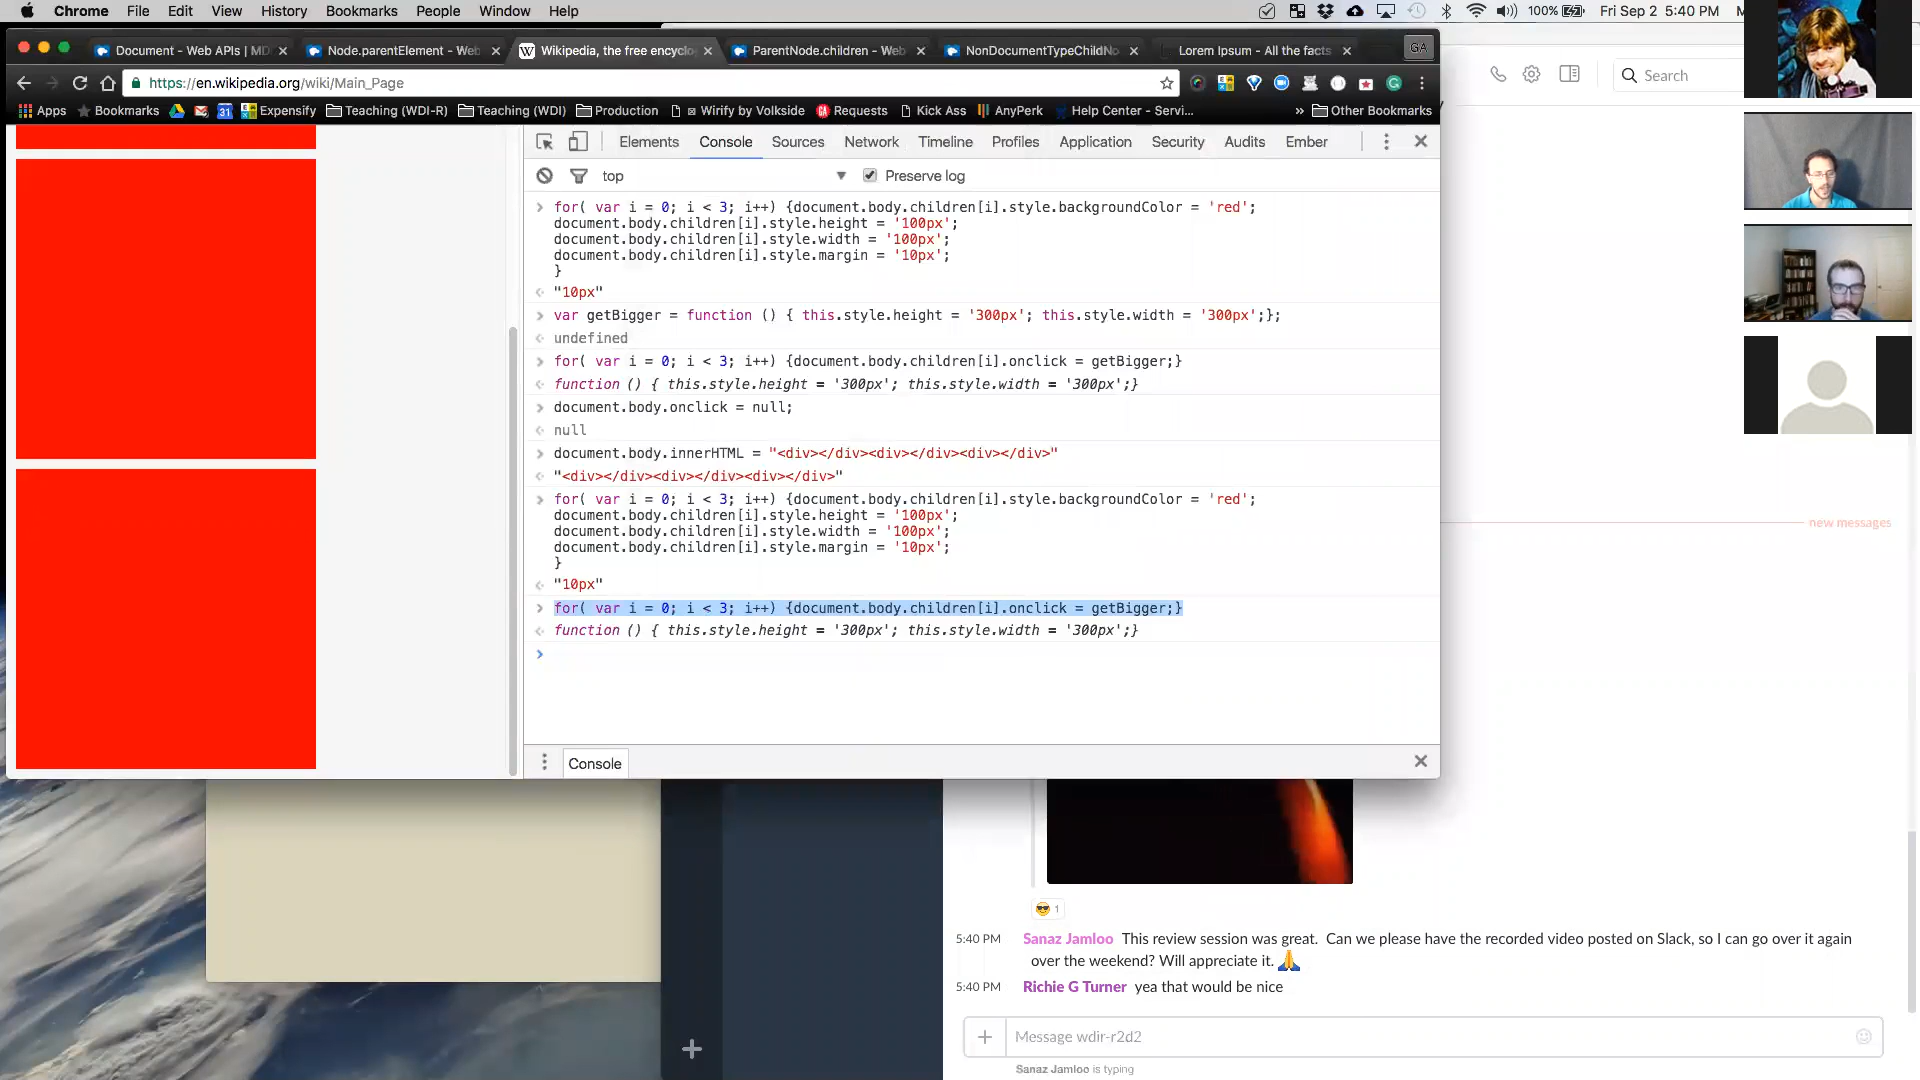 Chrome File Edit View History Bookmarks People Window Help
100% Fri Sep 2 5:40 PM
Document - Web APIs | MD
Node.parentElement - Web
Wikipedia, the free encyclo
ParentNode.children - Web
NonDocumentTypeChildNo
Lorem Ipsum - All the facts
GA
https://en.wikipedia.org/wiki/Main_Page
Apps Bookmarks 31 Expensify Teaching (WDI-R) Teaching (WDI) Production Wirify by Volkside Requests Kick Ass AnyPerk Help Center - Servi... » Other Bookmarks
Search
Elements Console Sources Network Timeline Profiles Application Security Audits Ember
top Preserve log
for( var i = 0; i < 3; i++) {document.body.children[i].style.backgroundColor = 'red';
document.body.children[i].style.height = '100px';
document.body.children[i].style.width = '100px';
document.body.children[i].style.margin = '10px';
}
"10px"
var getBigger = function () { this.style.height = '300px'; this.style.width = '300px';};
undefined
for( var i = 0; i < 3; i++) {document.body.children[i].onclick = getBigger;}
function () { this.style.height = '300px'; this.style.width = '300px';}
document.body.onclick = null;
null
document.body.innerHTML = "<div></div><div></div><div></div>"
"<div></div><div></div><div></div>"
for( var i = 0; i < 3; i++) {document.body.children[i].style.backgroundColor = 'red';
document.body.children[i].style.height = '100px';
document.body.children[i].style.width = '100px';
document.body.children[i].style.margin = '10px';
}
"10px"
for( var i = 0; i < 3; i++) {document.body.children[i].onclick = getBigger;}
function () { this.style.height = '300px'; this.style.width = '300px';}
new messages
Console
1
5:40 PM Sanaz Jamloo This review session was great. Can we please have the recorded video posted on Slack, so I can go over it again
over the weekend? Will appreciate it.
5:40 PM Richie G Turner yea that would be nice
Message wdir-r2d2
Sanaz Jamloo is typing